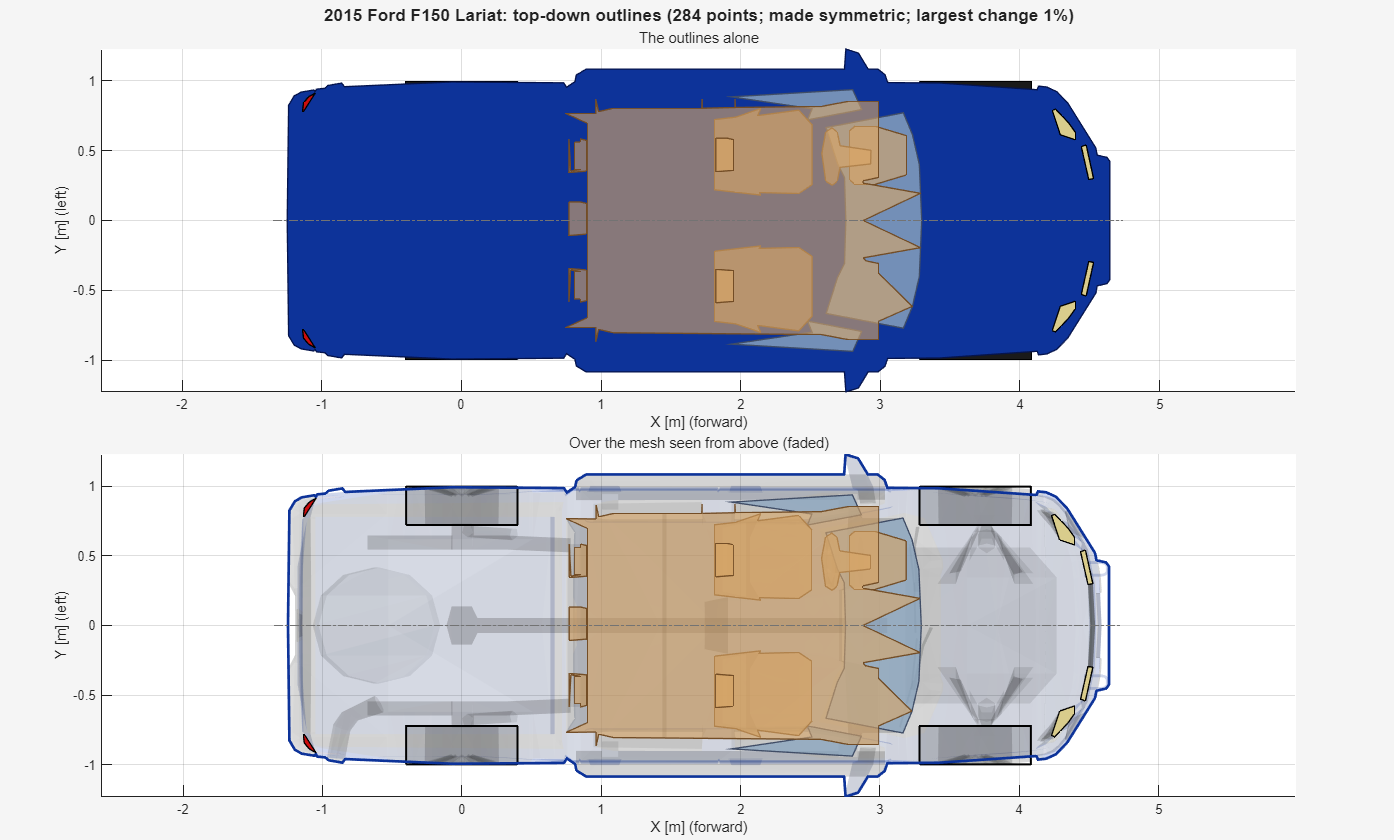 2015 Ford F150 Lariat: top-down outlines (284 points; made symmetric; largest change 1%)
The outlines alone
1
0.5
0
-0.5
-1
Y [m] (left)
-2 -1 0 1 2 3 4 5
X [m] (forward)
Over the mesh seen from above (faded)
1
0.5
0
-0.5
-1
Y [m] (left)
-2 -1 0 1 2 3 4 5
X [m] (forward)